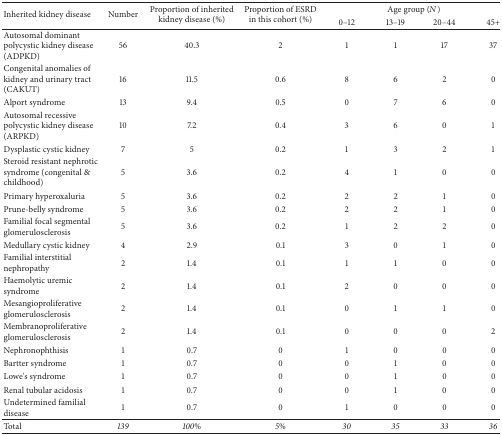 Inherited kidney disease Number Proportion of inherited kidney disease (%) Proportion of ESRD in this cohort (%) Age group (N)
0–12 13–19 20–44 45+
Autosomal dominant polycystic kidney disease (ADPKD) 56 40.3 2 1 1 17 37
Congenital anomalies of kidney and urinary tract (CAKUT) 16 11.5 0.6 8 6 2 0
Alport syndrome 13 9.4 0.5 0 7 6 0
Autosomal recessive polycystic kidney disease (ARPKD) 10 7.2 0.4 3 6 0 1
Dysplastic cystic kidney 7 5 0.2 1 3 2 1
Steroid resistant nephrotic syndrome (congenital & childhood) 5 3.6 0.2 4 1 0 0
Primary hyperoxaluria 5 3.6 0.2 2 2 1 0
Prune-belly syndrome 5 3.6 0.2 2 2 1 0
Familial focal segmental glomerulosclerosis 5 3.6 0.2 1 2 2 0
Medullary cystic kidney 4 2.9 0.1 3 0 1 0
Familial interstitial nephropathy 2 1.4 0.1 1 1 0 0
Haemolytic uremic syndrome 2 1.4 0.1 2 0 0 0
Mesangioproliferative glomerulosclerosis 2 1.4 0.1 0 1 1 0
Membranoproliferative glomerulosclerosis 2 1.4 0.1 0 0 0 2
Nephronophthisis 1 0.7 0 1 0 0 0
Bartter syndrome 1 0.7 0 0 1 0 0
Lowe's syndrome 1 0.7 0 0 1 0 0
Renal tubular acidosis 1 0.7 0 0 1 0 0
Undetermined familial disease 1 0.7 0 1 0 0 0
Total 139 100% 5% 30 35 33 36